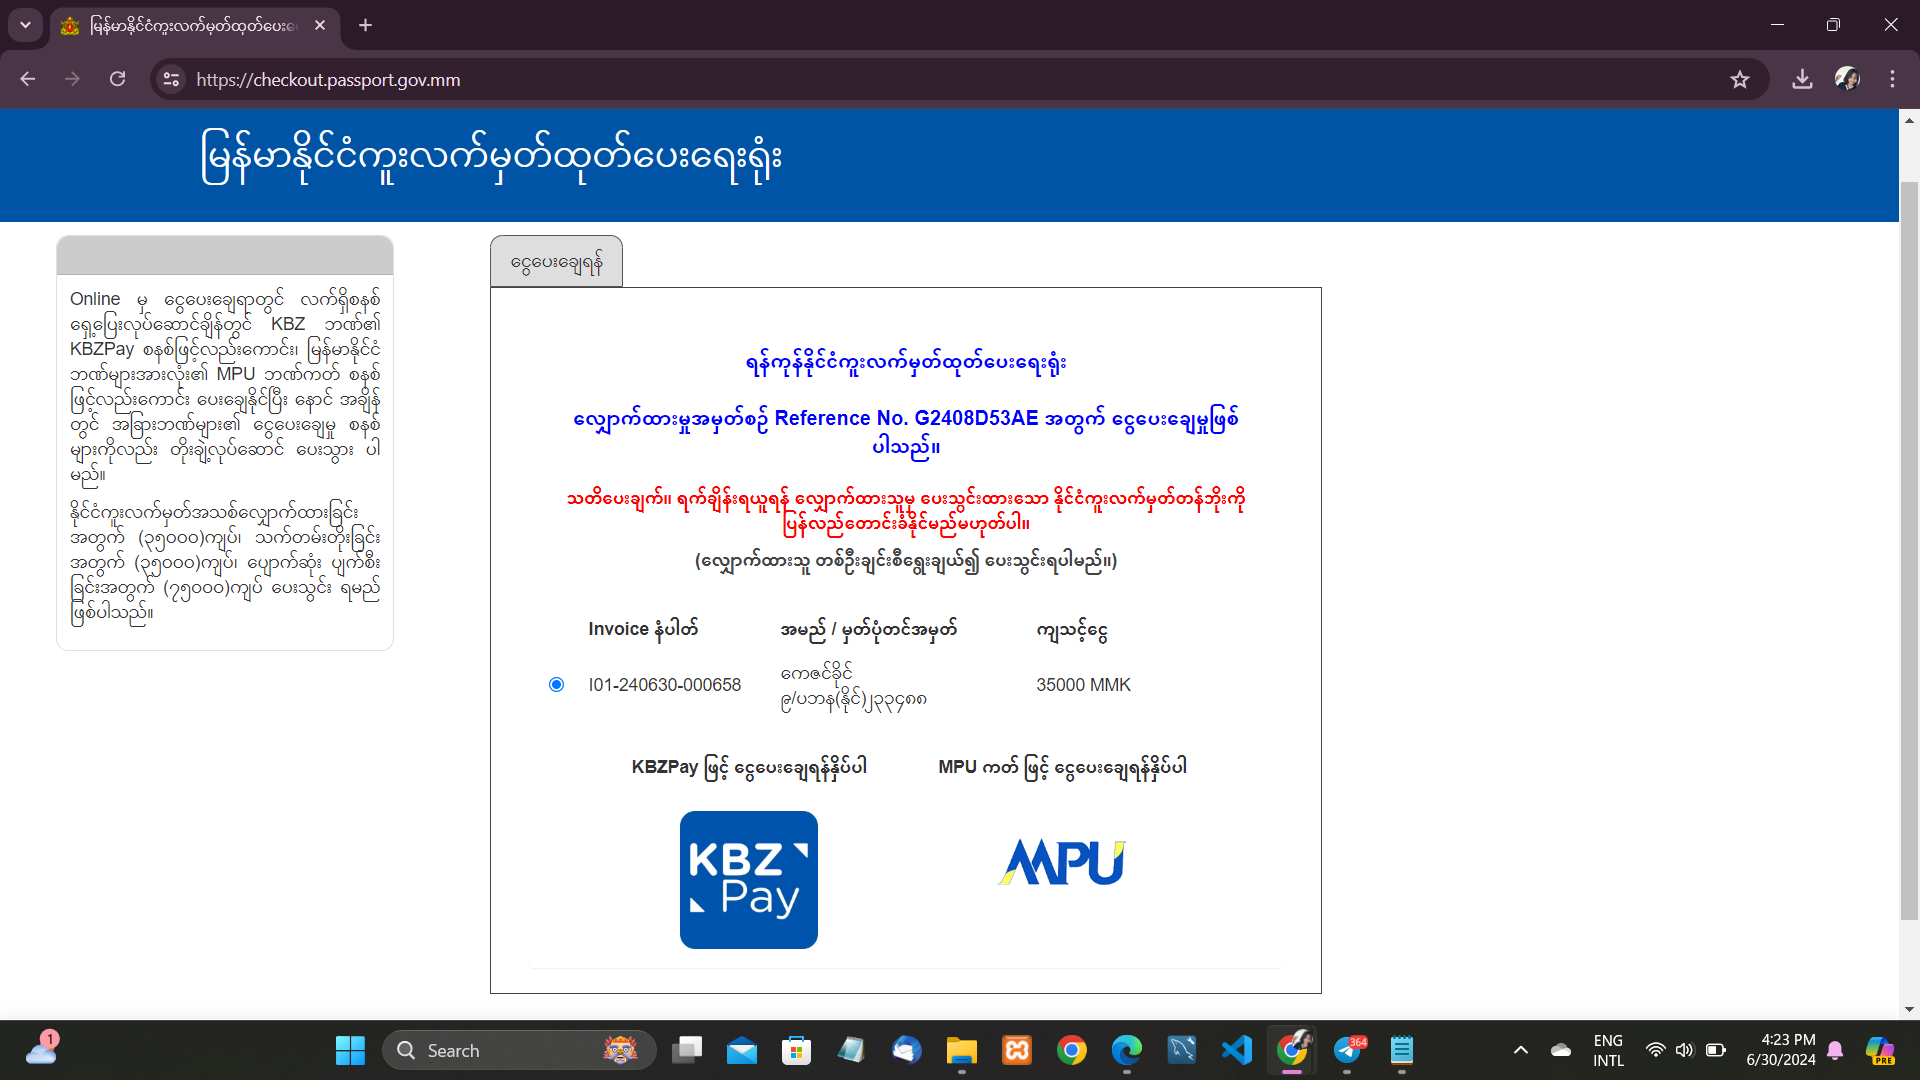 မြန်မာနိုင်ငံကူးလက်မှတ်ထုတ်ပေးရေ
https://checkout.passport.gov.mm
မြန်မာနိုင်ငံကူးလက်မှတ်ထုတ်ပေးရေးရုံး
Online မှ ငွေပေးချေရာတွင် လက်ရှိစနစ်
ရှေ့ပြေးလုပ်ဆောင်ချိန်တွင် KBZ ဘဏ်၏
KBZPay စနစ်ဖြင့်လည်းကောင်း၊ မြန်မာနိုင်ငံ
ဘဏ်များအားလုံး၏ MPU ဘဏ်ကတ် စနစ်
ဖြင့်လည်းကောင်း ပေးချေနိုင်ပြီး နောင် အချိန်
တွင် အခြားဘဏ်များ၏ ငွေပေးချေမှု စနစ်
များကိုလည်း တိုးချဲ့လုပ်ဆောင် ပေးသွား ပါ
မည်။
နိုင်ငံကူးလက်မှတ်အသစ်လျှောက်ထားခြင်း
အတွက် (၃၅၀၀၀)ကျပ်၊ သက်တမ်းတိုးခြင်း
အတွက် (၃၅၀၀၀)ကျပ်၊ ပျောက်ဆုံး ပျက်စီး
ခြင်းအတွက် (၇၅၀၀၀)ကျပ် ပေးသွင်း ရမည်
ဖြစ်ပါသည်။
ငွေပေးချေရန်
ရန်ကုန်နိုင်ငံကူးလက်မှတ်ထုတ်ပေးရေးရုံး
လျှောက်ထားမှုအမှတ်စဉ် Reference No. G2408D53AE အတွက် ငွေပေးချေမှုဖြစ်
ပါသည်။
သတိပေးချက်။ ရက်ချိန်းရယူရန် လျှောက်ထားသူမှ ပေးသွင်းထားသော နိုင်ငံကူးလက်မှတ်တန်ဘိုးကို
ပြန်လည်တောင်းခံနိုင်မည်မဟုတ်ပါ။
(လျှောက်ထားသူ တစ်ဦးချင်းစီရွေးချယ်၍ ပေးသွင်းရပါမည်။)
Invoice နံပါတ် အမည် / မှတ်ပုံတင်အမှတ် ကျသင့်ငွေ
I01-240630-000658 ကေဇင်ခိုင် 35000 MMK
၉/ပဘန(နိုင်)၂၃၃၄၈၈
KBZPay ဖြင့် ငွေပေးချေရန်နှိပ်ပါ MPU ကတ် ဖြင့် ငွေပေးချေရန်နှိပ်ပါ
KBZ
Pay
MPU
1
Search
364
ENG
INTL
4:23 PM
6/30/2024
PRE